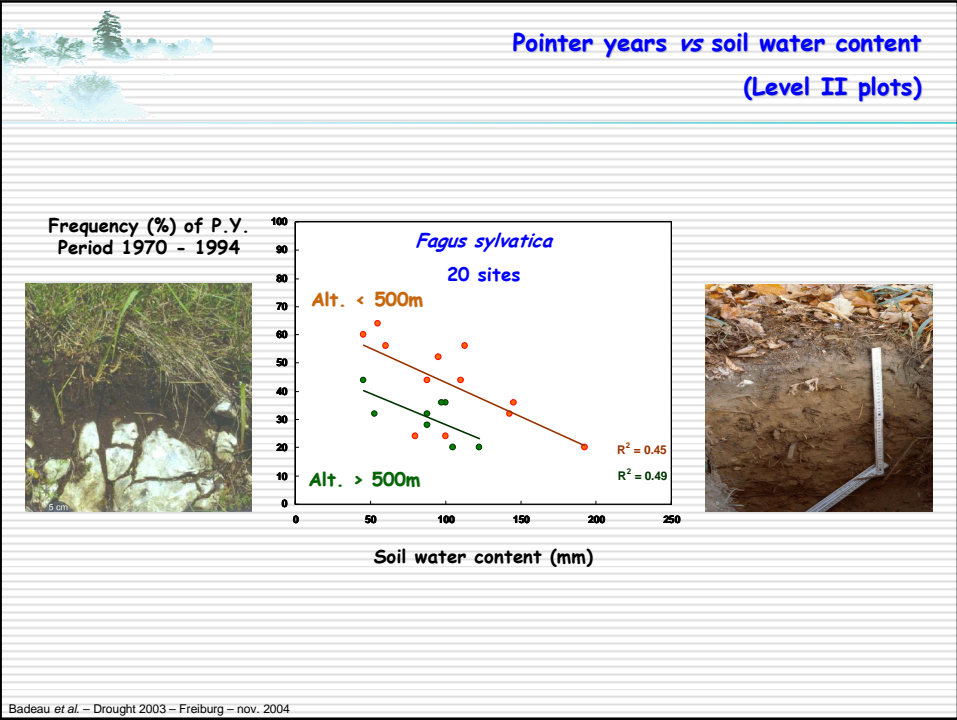 Pointer years vs soil water content
(Level II plots)
Frequency (%) of P.Y.
Period 1970 - 1994
100
90
80
70
60
50
40
30
20
10
0
Fagus sylvatica
20 sites
Alt. < 500m
Alt. > 500m
R² = 0.45
R² = 0.49
0 50 100 150 200 250
Soil water content (mm)
5 cm
Badeau et al. – Drought 2003 – Freiburg – nov. 2004